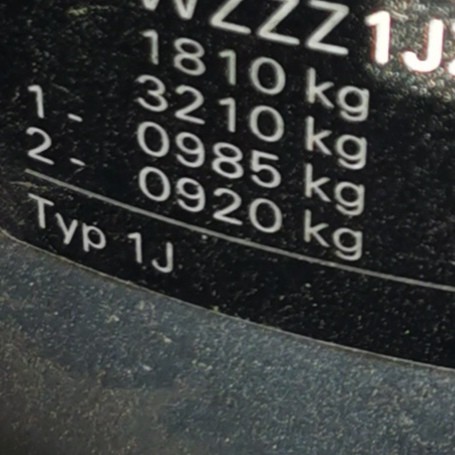 WZZZ 1J
1810 kg
3210 kg
1 - 0985 kg
2 - 0920 kg
Typ 1J